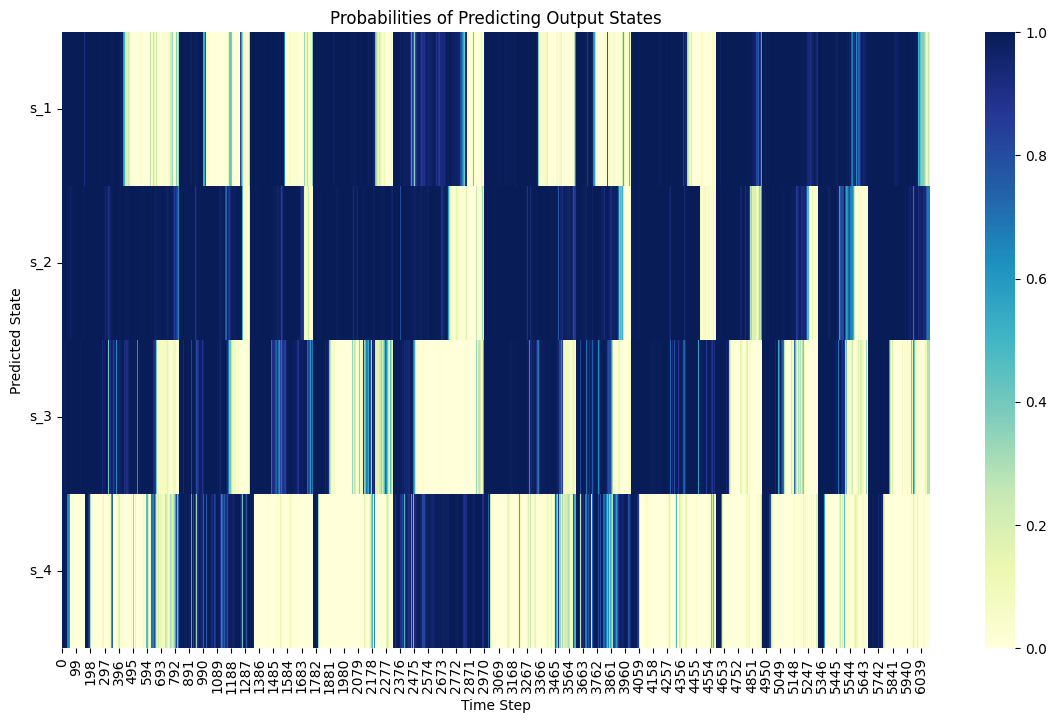 Probabilities of Predicting Output States
Predicted State
s_1
s_2
s_3
s_4
1.0
0.8
0.6
0.4
0.2
0.0
0 99 198 297 396 495 594 693 792 891 990 1089 1188 1287 1386 1485 1584 1683 1782 1881 1980 2079 2178 2277 2376 2475 2574 2673 2772 2871 2970 3069 3168 3267 3366 3465 3564 3663 3762 3861 3960 4059 4158 4257 4356 4455 4554 4653 4752 4851 4950 5049 5148 5247 5346 5445 5544 5643 5742 5841 5940 6039
Time Step